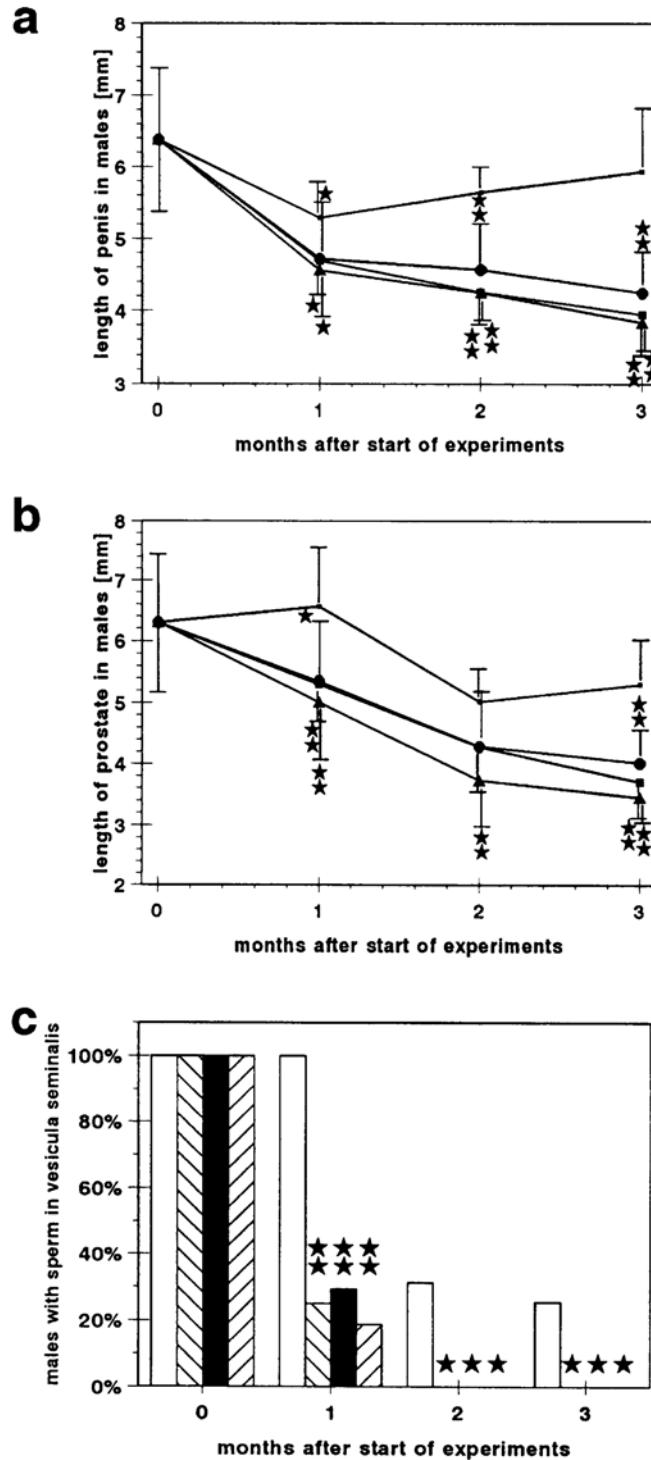 a
length of penis in males [mm]
8
7
6
5
4
3
0 1 2 3
months after start of experiments
b
length of prostate in males [mm]
8
7
6
5
4
3
2
0 1 2 3
months after start of experiments
c
males with sperm in vesicula seminalis
100%
80%
60%
40%
20%
0%
0 1 2 3
months after start of experiments